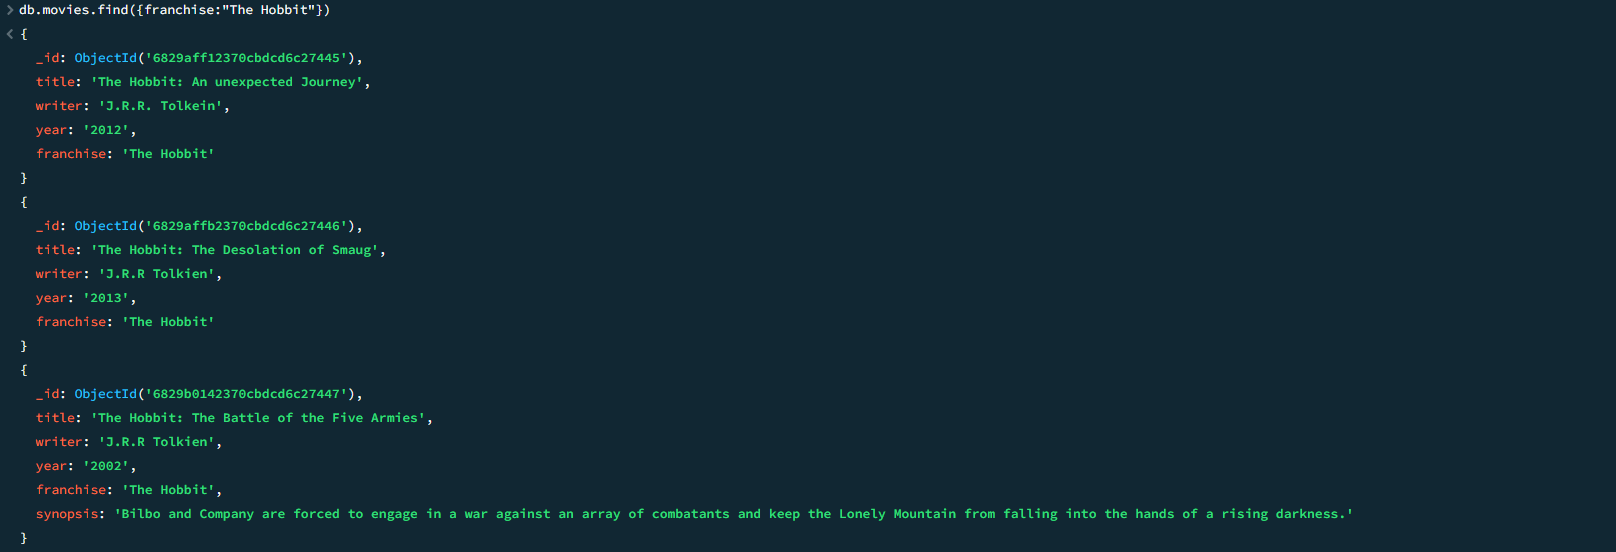 > db.movies.find({franchise:"The Hobbit"})
< {
_id: ObjectId('6829aff12370cbdcd6c27445'),
title: 'The Hobbit: An unexpected Journey',
writer: 'J.R.R. Tolkein',
year: '2012',
franchise: 'The Hobbit'
}
{
_id: ObjectId('6829affb2370cbdcd6c27446'),
title: 'The Hobbit: The Desolation of Smaug',
writer: 'J.R.R Tolkien',
year: '2013',
franchise: 'The Hobbit'
}
{
_id: ObjectId('6829b0142370cbdcd6c27447'),
title: 'The Hobbit: The Battle of the Five Armies',
writer: 'J.R.R Tolkien',
year: '2002',
franchise: 'The Hobbit',
synopsis: 'Bilbo and Company are forced to engage in a war against an array of combatants and keep the Lonely Mountain from falling into the hands of a rising darkness.'
}